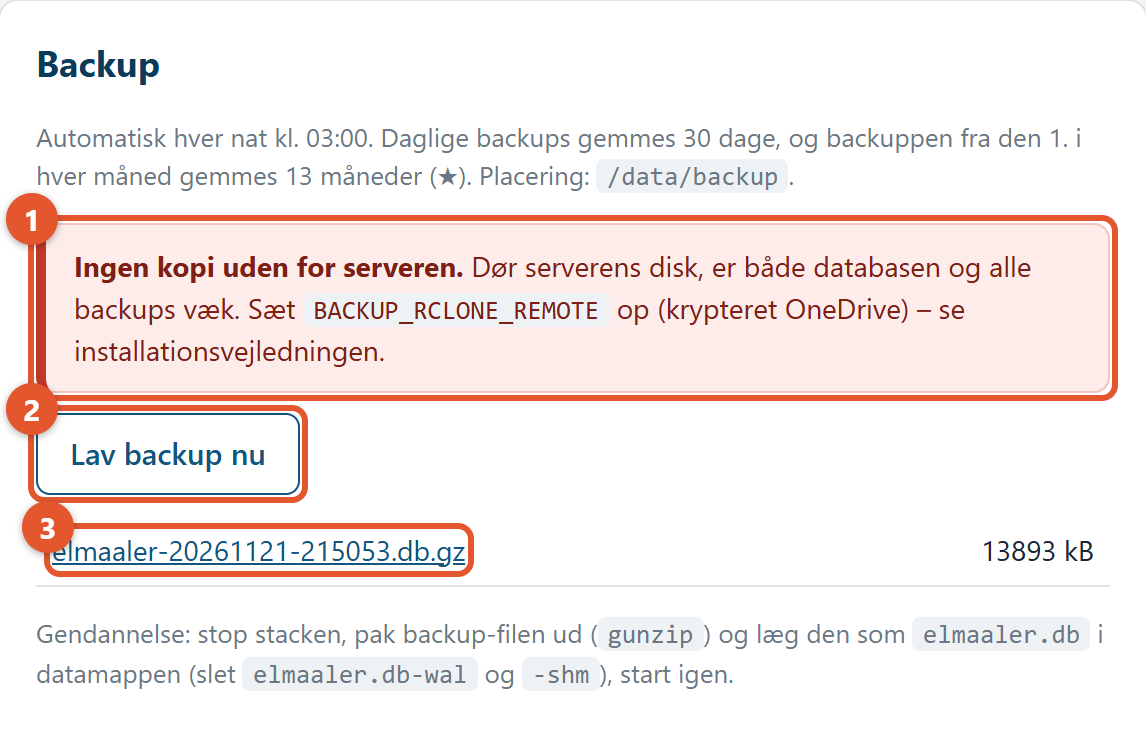 Backup
Automatisk hver nat kl. 03:00. Daglige backups gemmes 30 dage, og backuppen fra den 1. i
hver måned gemmes 13 måneder (★). Placering: /data/backup.
1
Ingen kopi uden for serveren. Dør serverens disk, er både databasen og alle
backups væk. Sæt BACKUP_RCLONE_REMOTE op (krypteret OneDrive) – se
installationsvejledningen.
2
Lav backup nu
3
elmaaler-20261121-215053.db.gz 13893 kB
Gendannelse: stop stacken, pak backup-filen ud (gunzip) og læg den som elmaaler.db i
datamappen (slet elmaaler.db-wal og -shm), start igen.